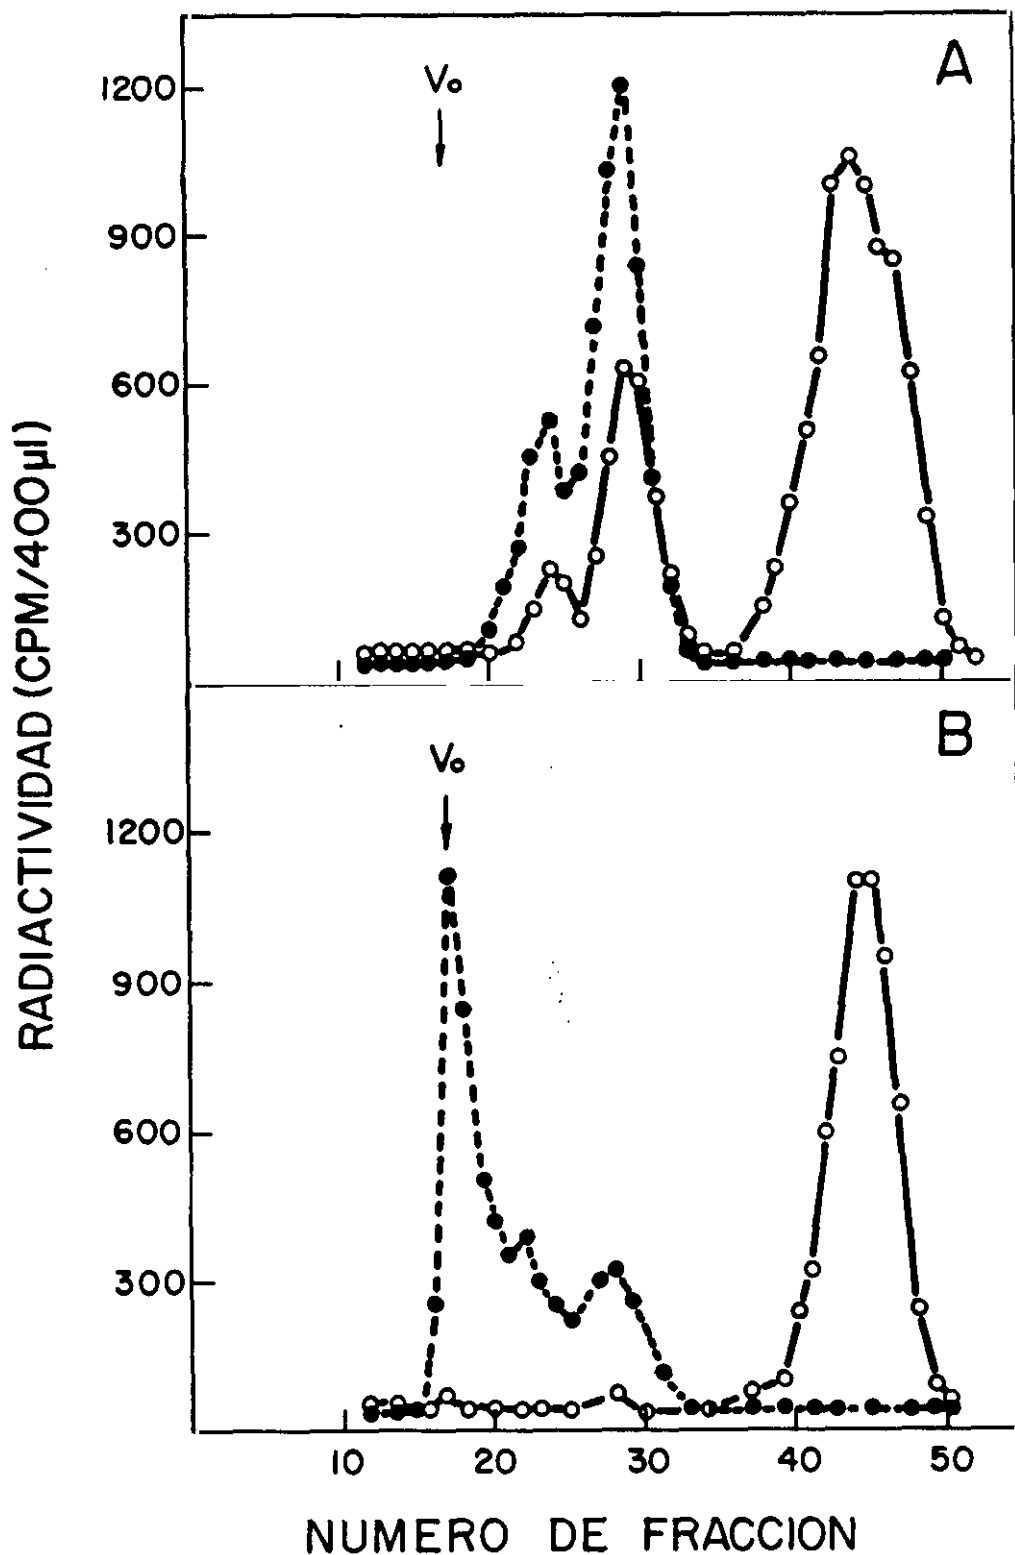 A
Vo
1200
900
600
300
B
Vo
1200
900
600
300
10 20 30 40 50
NUMERO DE FRACCION
RADIACTIVIDAD (CPM/400µl)